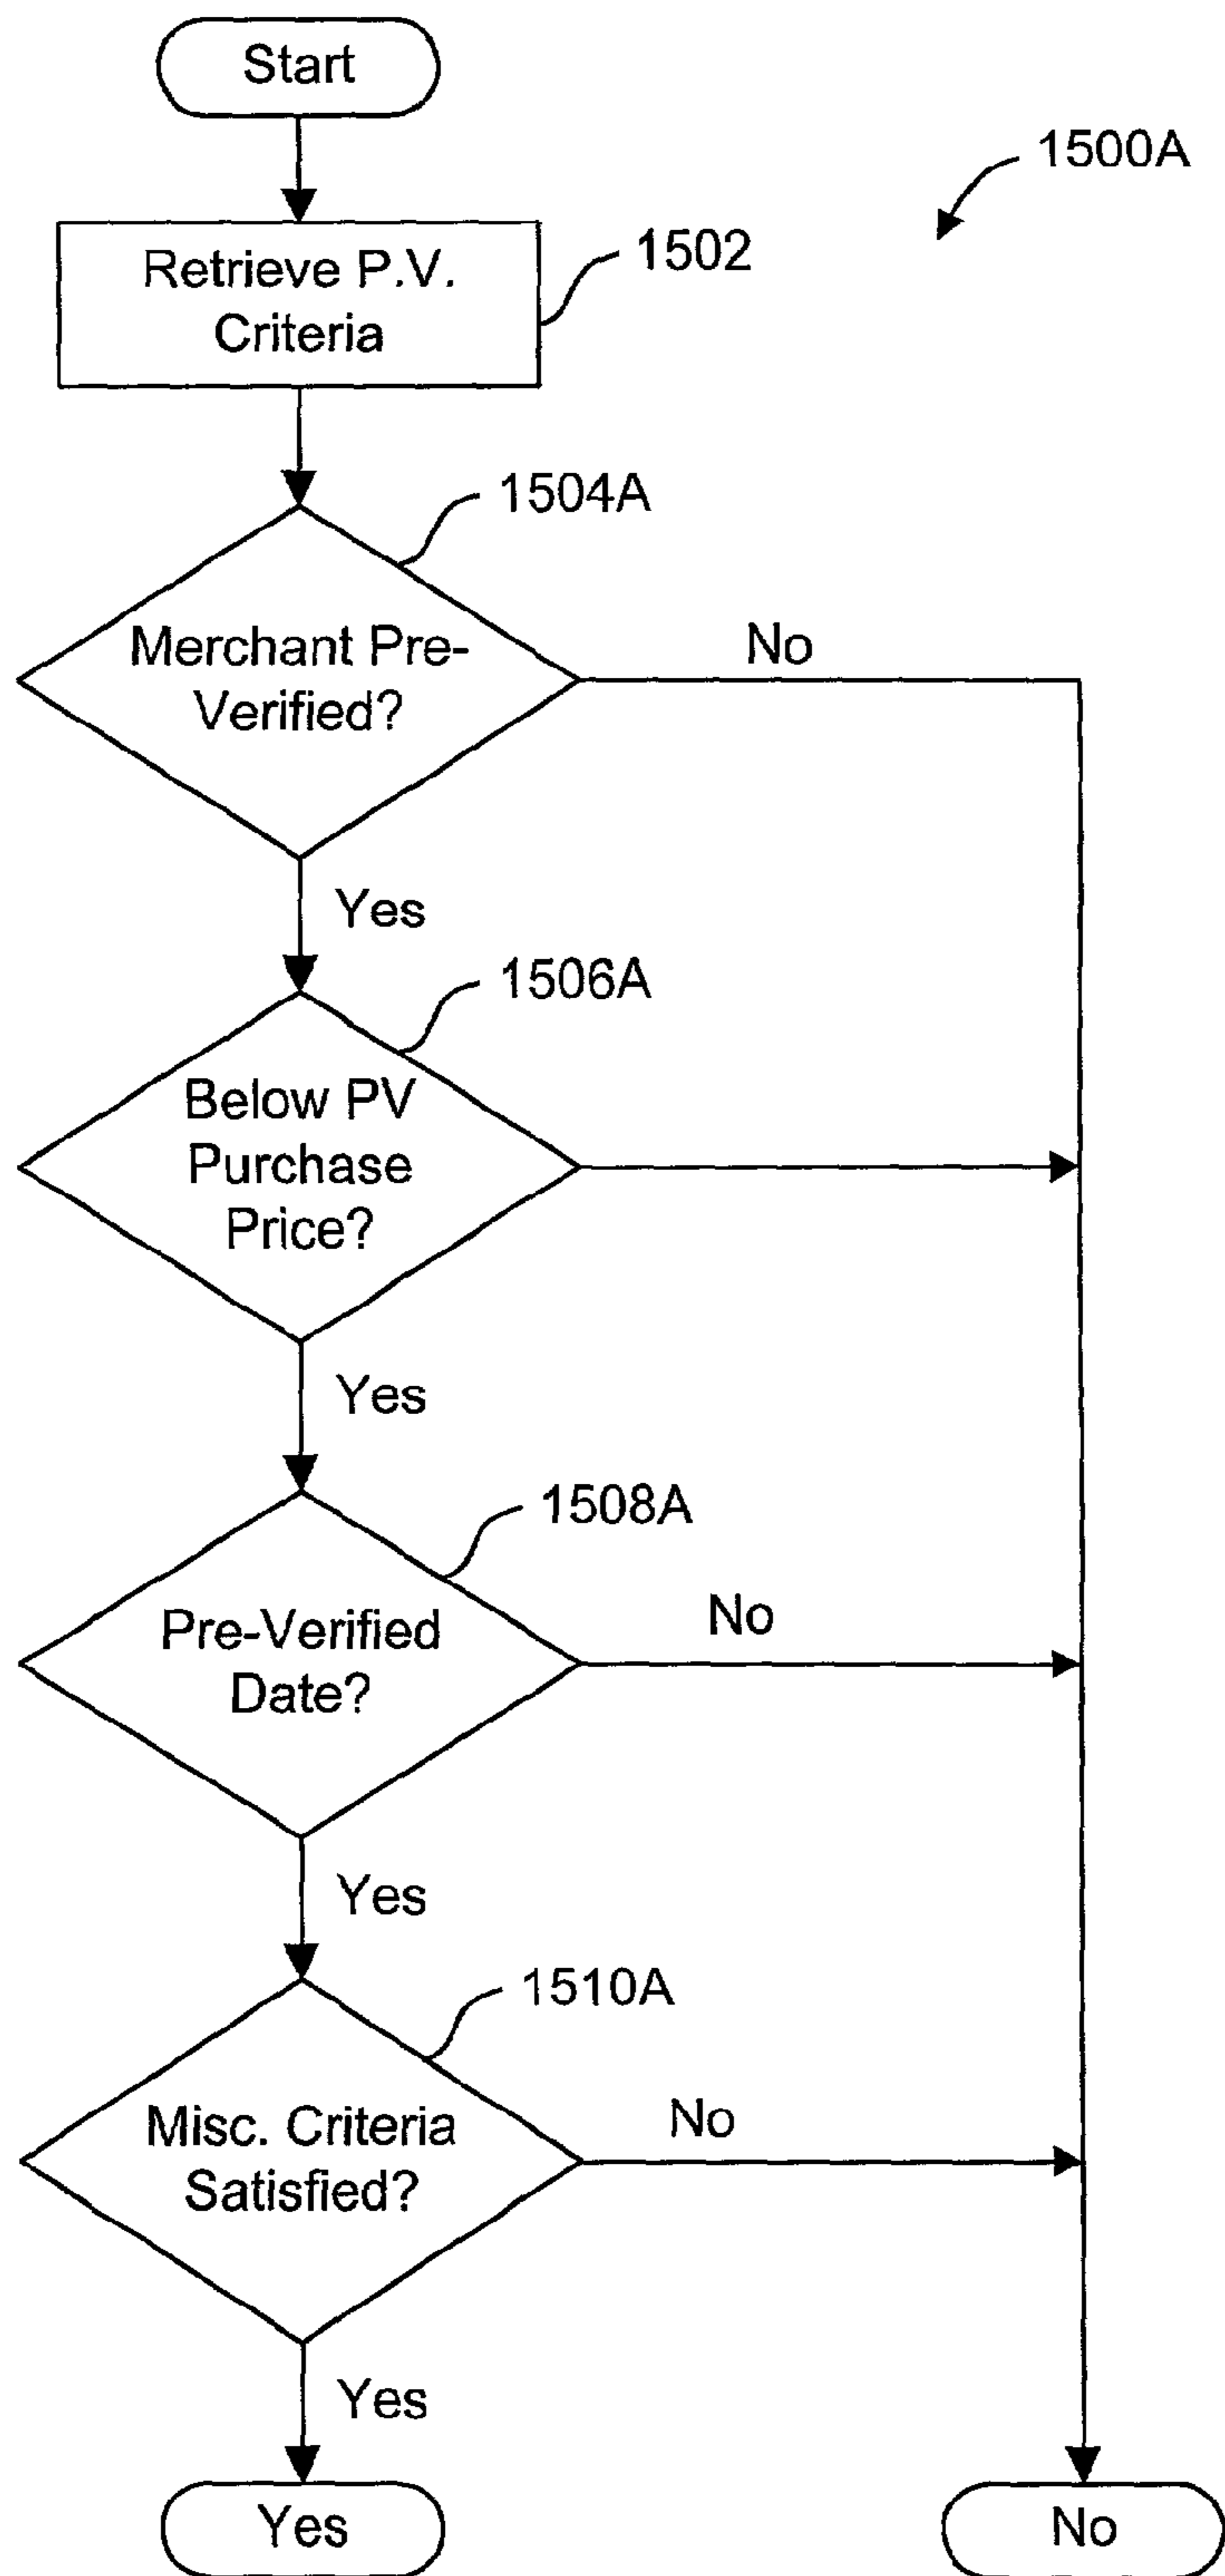 Start
1500A
Retrieve P.V.
Criteria
1502
1504A
Merchant Pre-
Verified?
No
Yes
1506A
Below PV
Purchase
Price?
Yes
1508A
Pre-Verified
Date?
No
Yes
1510A
Misc. Criteria
Satisfied?
No
Yes
Yes
No